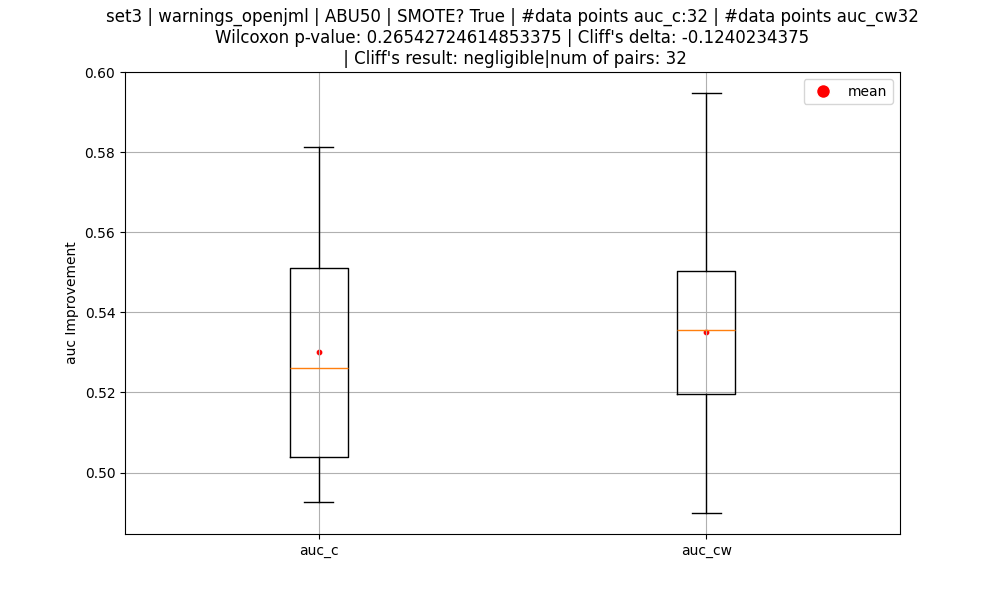 set3 | warnings_openjml | ABU50 | SMOTE? True | #data points auc_c:32 | #data points auc_cw32
Wilcoxon p-value: 0.26542724614853375 | Cliff's delta: -0.1240234375
| Cliff's result: negligible|num of pairs: 32
mean
0.60
0.58
0.56
0.54
0.52
0.50
auc Improvement
auc_c
auc_cw